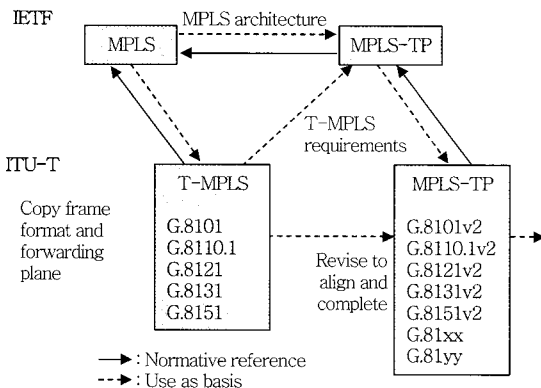 IETF
MPLS architecture
MPLS
MPLS-TP
T-MPLS
requirements
ITU-T
T-MPLS
MPLS-TP
Copy frame
format and
forwarding
plane
G.8101
G.8110.1
G.8121
G.8131
G.8151
Revise to
align and
complete
G.8101v2
G.8110.1v2
G.8121v2
G.8131v2
G.8151v2
G.81xx
G.81yy
: Normative reference
: Use as basis